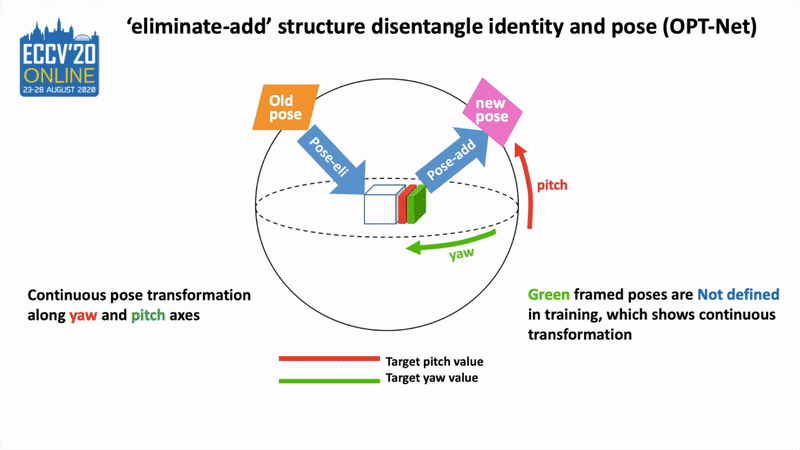 'eliminate-add' structure disentangle identity and pose (OPT-Net)
ECCV'20
ONLINE
23-28 AUGUST 2020
Old
pose
new
pose
Pose-eli
Pose-add
pitch
yaw
Continuous pose transformation
along yaw and pitch axes
Green framed poses are Not defined
in training, which shows continuous
transformation
Target pitch value
Target yaw value